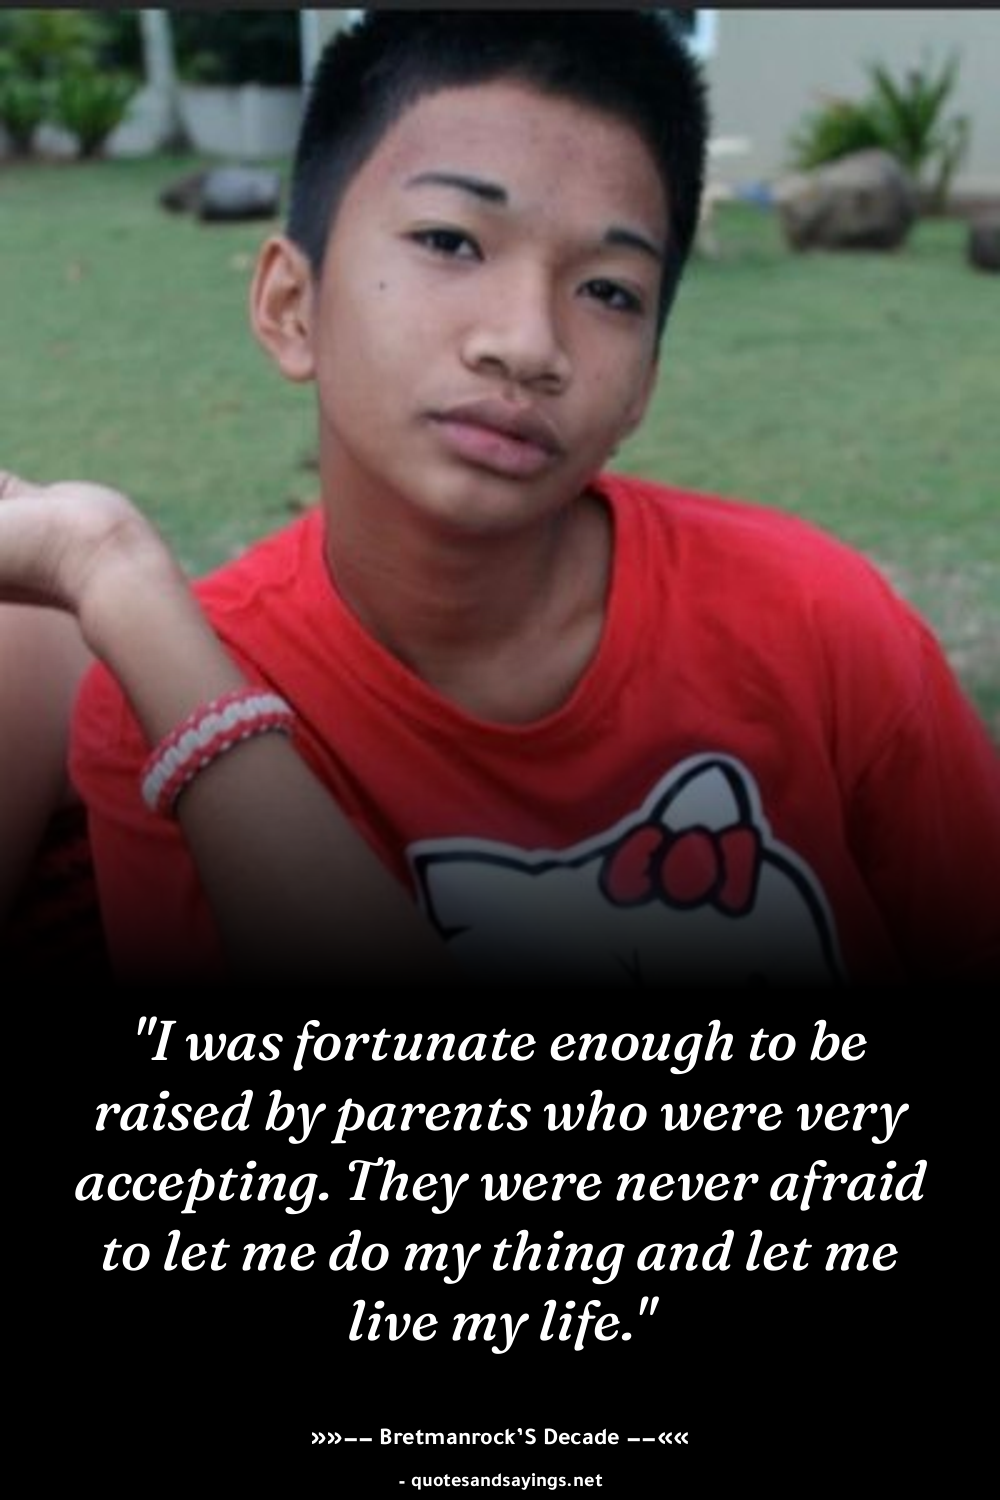 "I was fortunate enough to be
raised by parents who were very
accepting. They were never afraid
to let me do my thing and let me
live my life."
»»−− Bretmanrock’S Decade −−««
- quotesandsayings.net